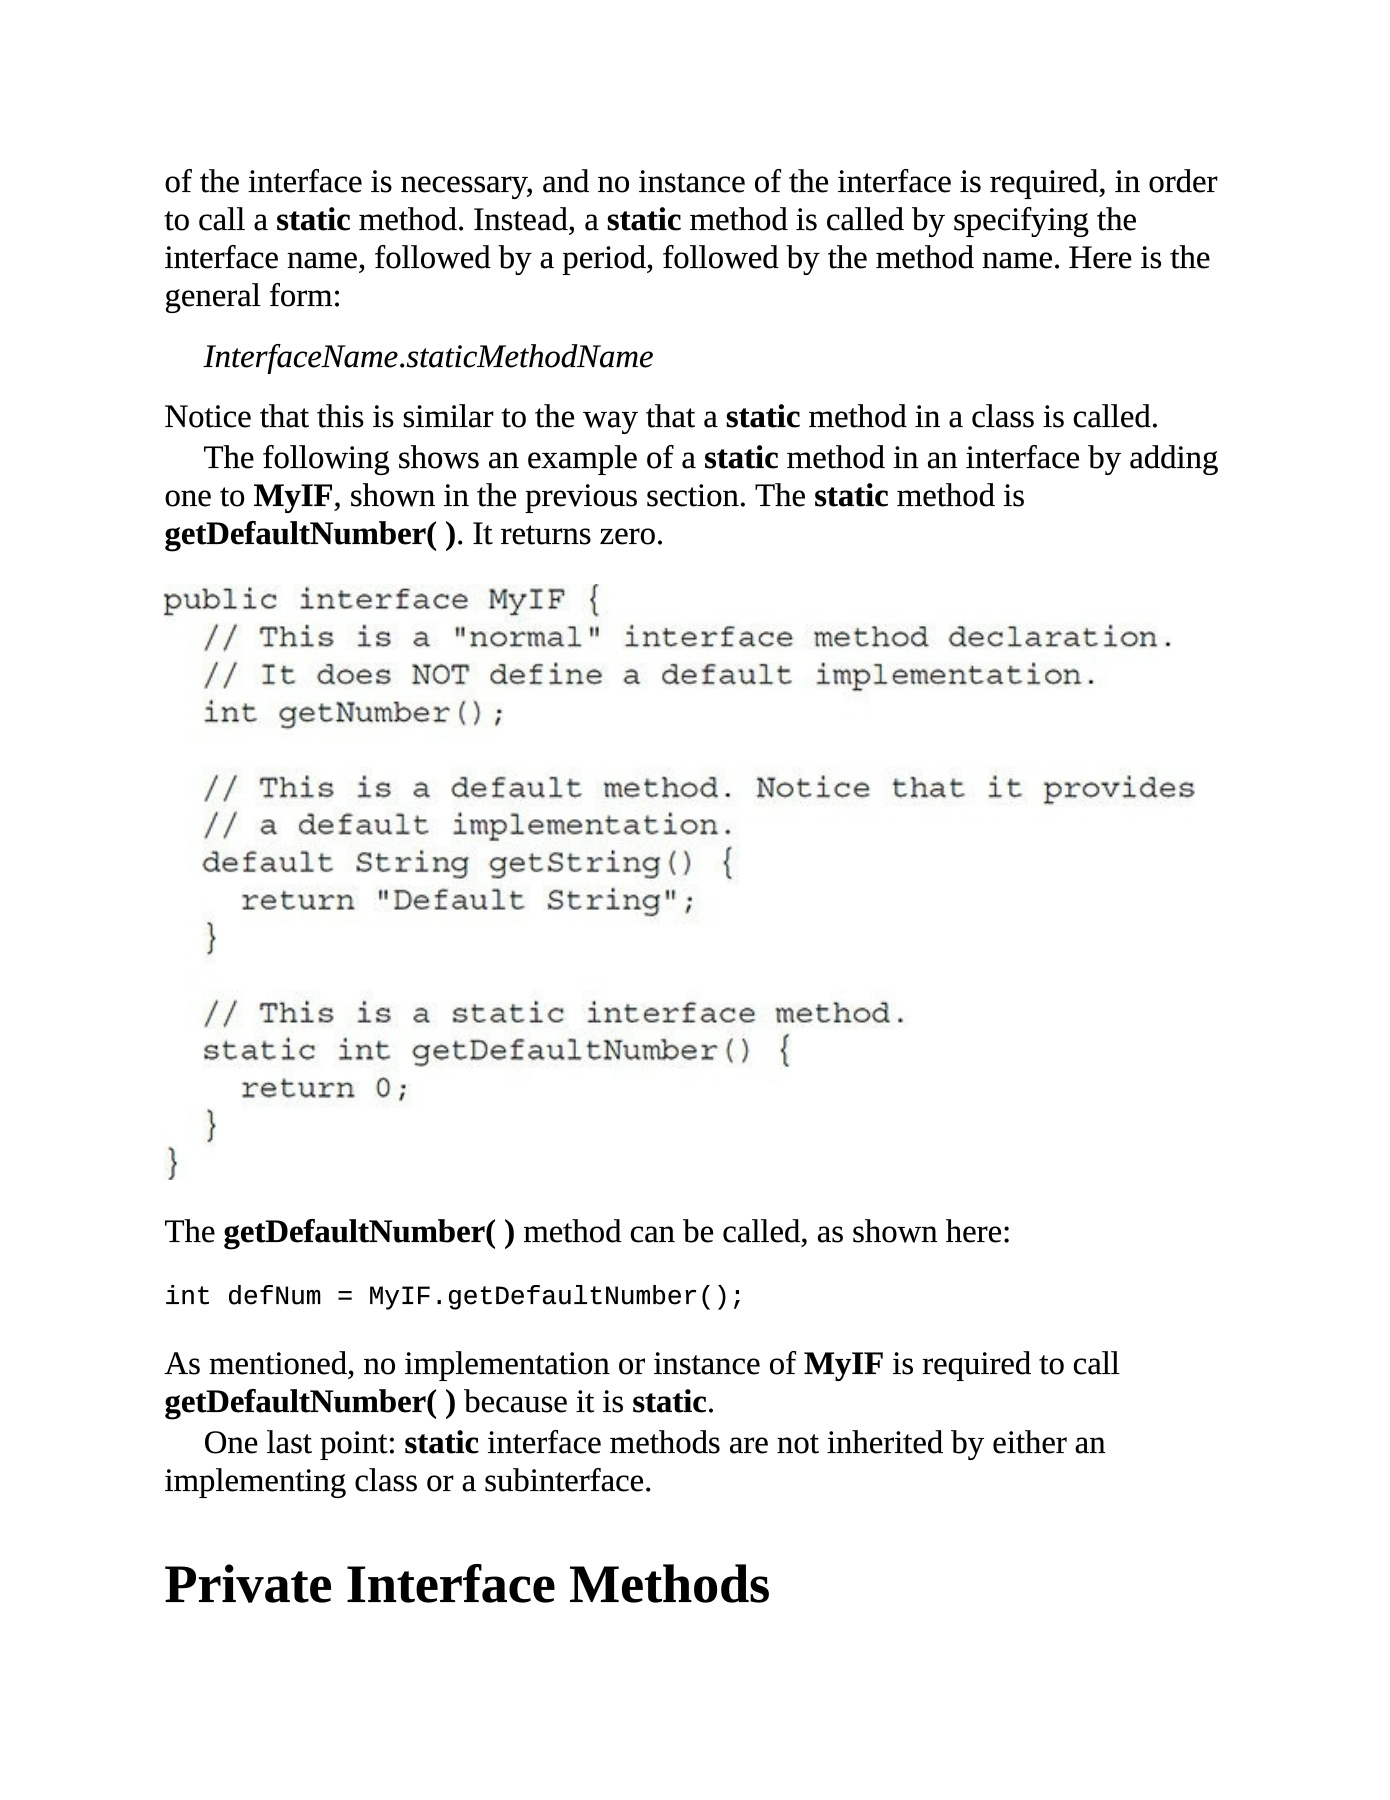 of the interface is necessary, and no instance of the interface is required, in order
to call a static method. Instead, a static method is called by specifying the
interface name, followed by a period, followed by the method name. Here is the
general form:
InterfaceName.staticMethodName
Notice that this is similar to the way that a static method in a class is called.
The following shows an example of a static method in an interface by adding
one to MyIF, shown in the previous section. The static method is
getDefaultNumber( ). It returns zero.
public interface MyIF {
  // This is a "normal" interface method declaration.
  // It does NOT define a default implementation.
  int getNumber();

  // This is a default method. Notice that it provides
  // a default implementation.
  default String getString() {
    return "Default String";
  }

  // This is a static interface method.
  static int getDefaultNumber() {
    return 0;
  }
}
The getDefaultNumber( ) method can be called, as shown here:
int defNum = MyIF.getDefaultNumber();
As mentioned, no implementation or instance of MyIF is required to call
getDefaultNumber( ) because it is static.
One last point: static interface methods are not inherited by either an
implementing class or a subinterface.
Private Interface Methods